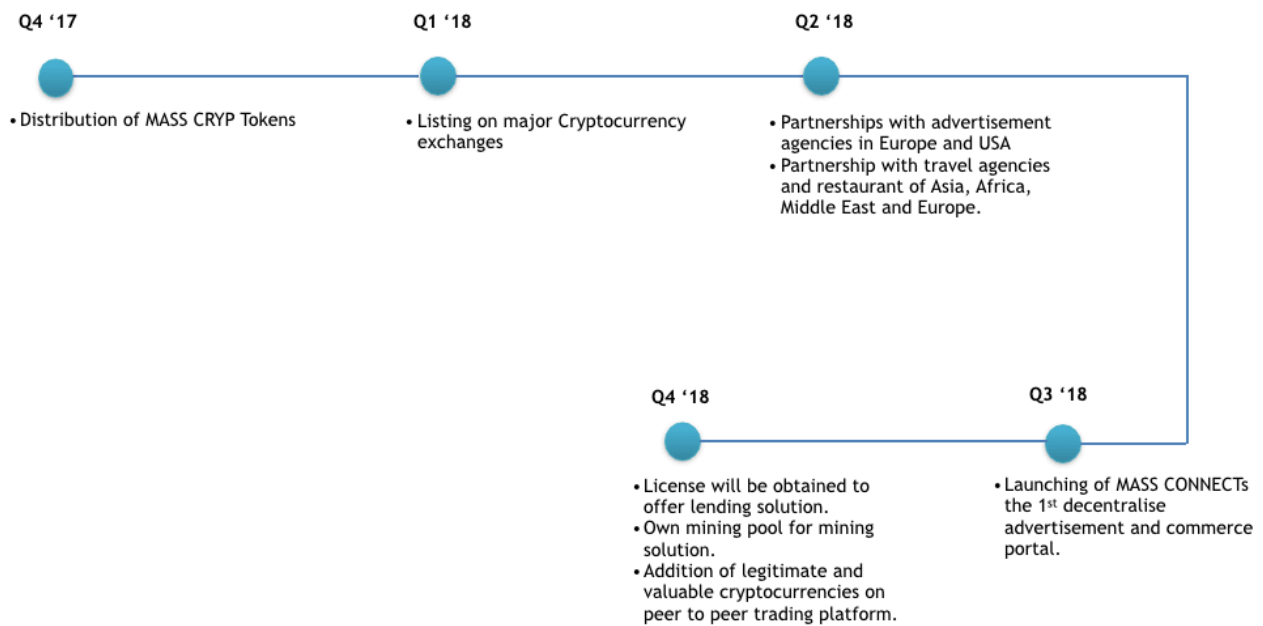 Q4 ‘17
• Distribution of MASS CRYP Tokens
Q1 ‘18
• Listing on major Cryptocurrency
exchanges
Q2 ‘18
• Partnerships with advertisement
agencies in Europe and USA
• Partnership with travel agencies
and restaurant of Asia, Africa,
Middle East and Europe.
Q3 ‘18
• Launching of MASS CONNECTs
the 1st decentralise
advertisement and commerce
portal.
Q4 ‘18
• License will be obtained to
offer lending solution.
• Own mining pool for mining
solution.
• Addition of legitimate and
valuable cryptocurrencies on
peer to peer trading platform.